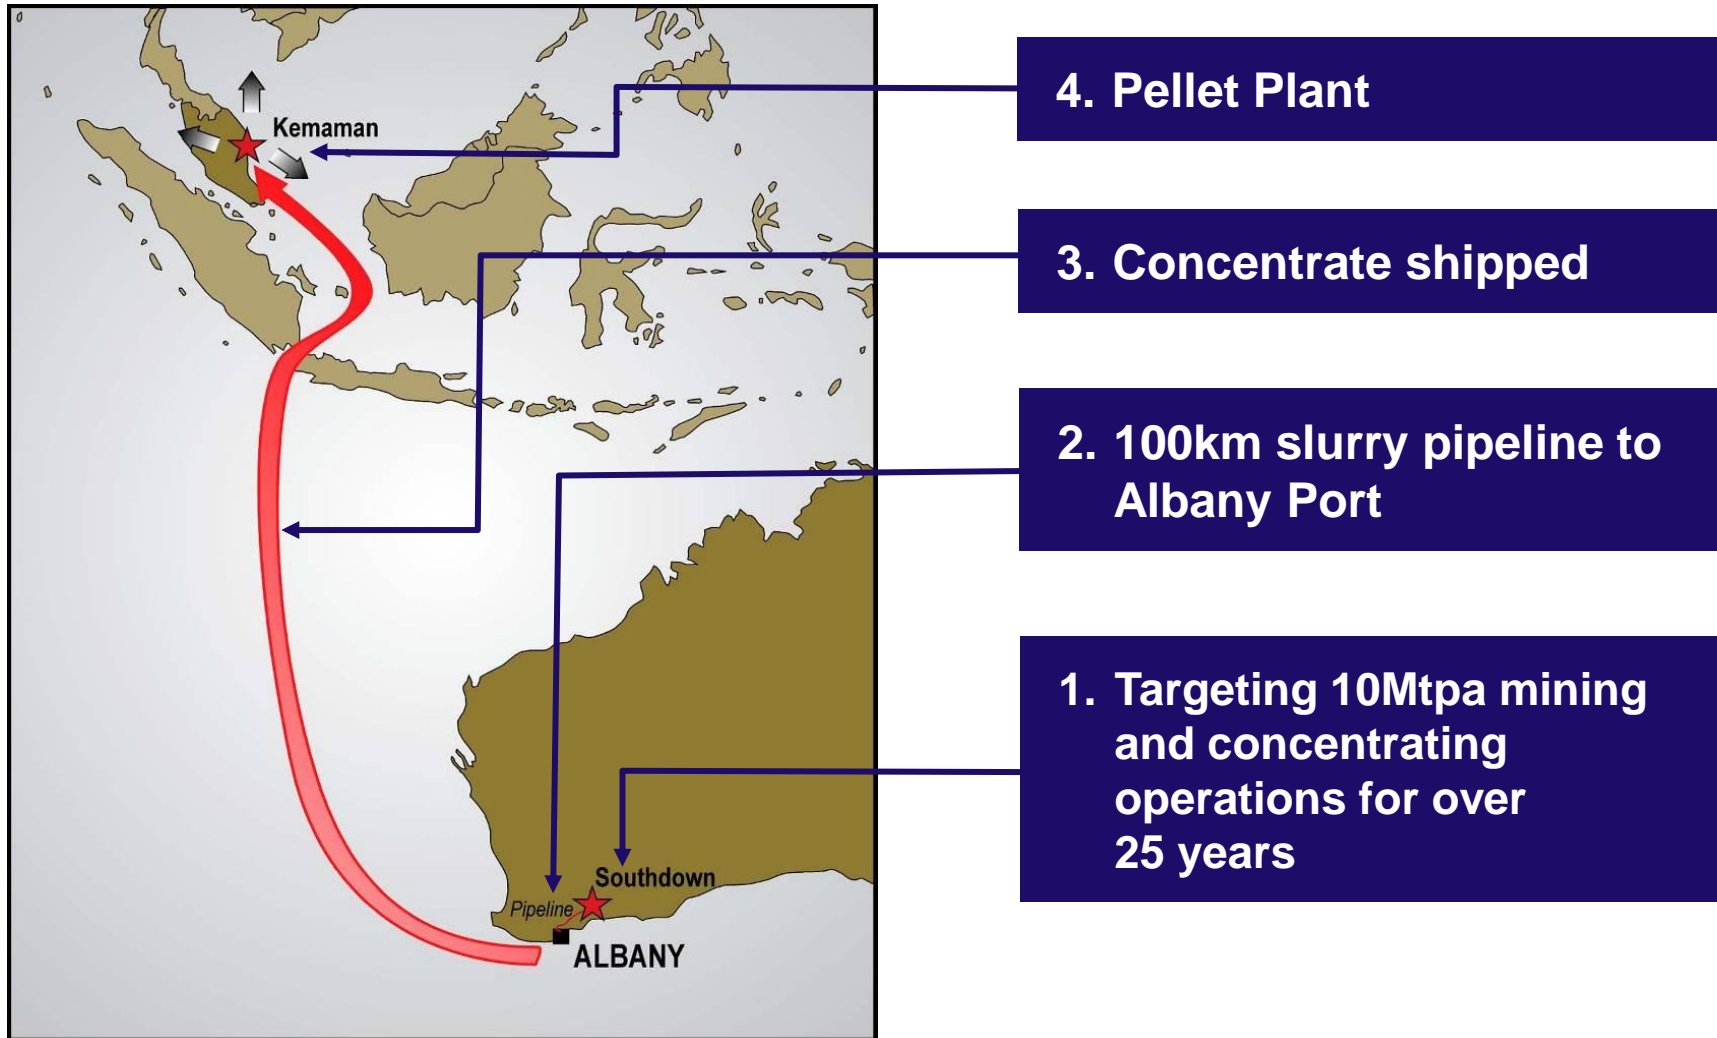 Kemaman
Southdown
Pipeline
ALBANY
4. Pellet Plant
3. Concentrate shipped
2. 100km slurry pipeline to
Albany Port
1. Targeting 10Mtpa mining
and concentrating
operations for over
25 years